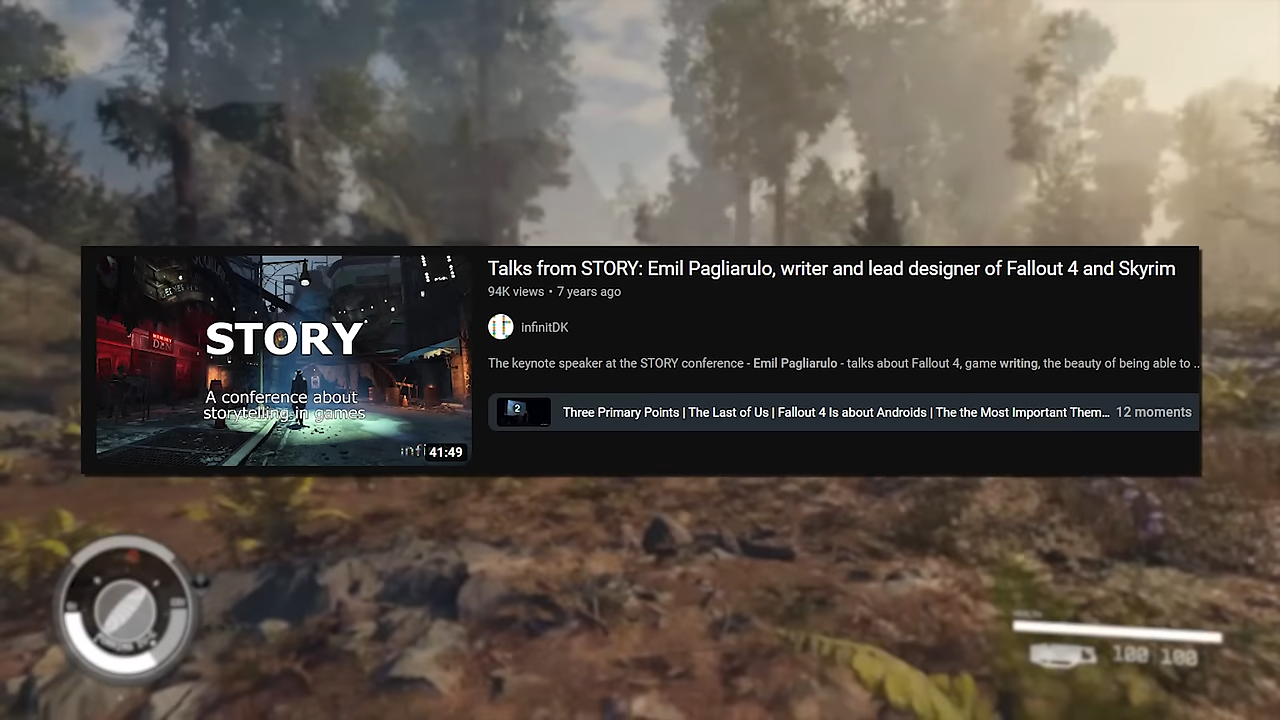 Talks from STORY: Emil Pagliarulo, writer and lead designer of Fallout 4 and Skyrim
94K views • 7 years ago
infinitDK
The keynote speaker at the STORY conference - Emil Pagliarulo - talks about Fallout 4, game writing, the beauty of being able to ..
2
Three Primary Points | The Last of Us | Fallout 4 Is about Androids | The the Most Important Them... 12 moments
STORY
A conference about
storytelling in games
infi
41:49
100 100